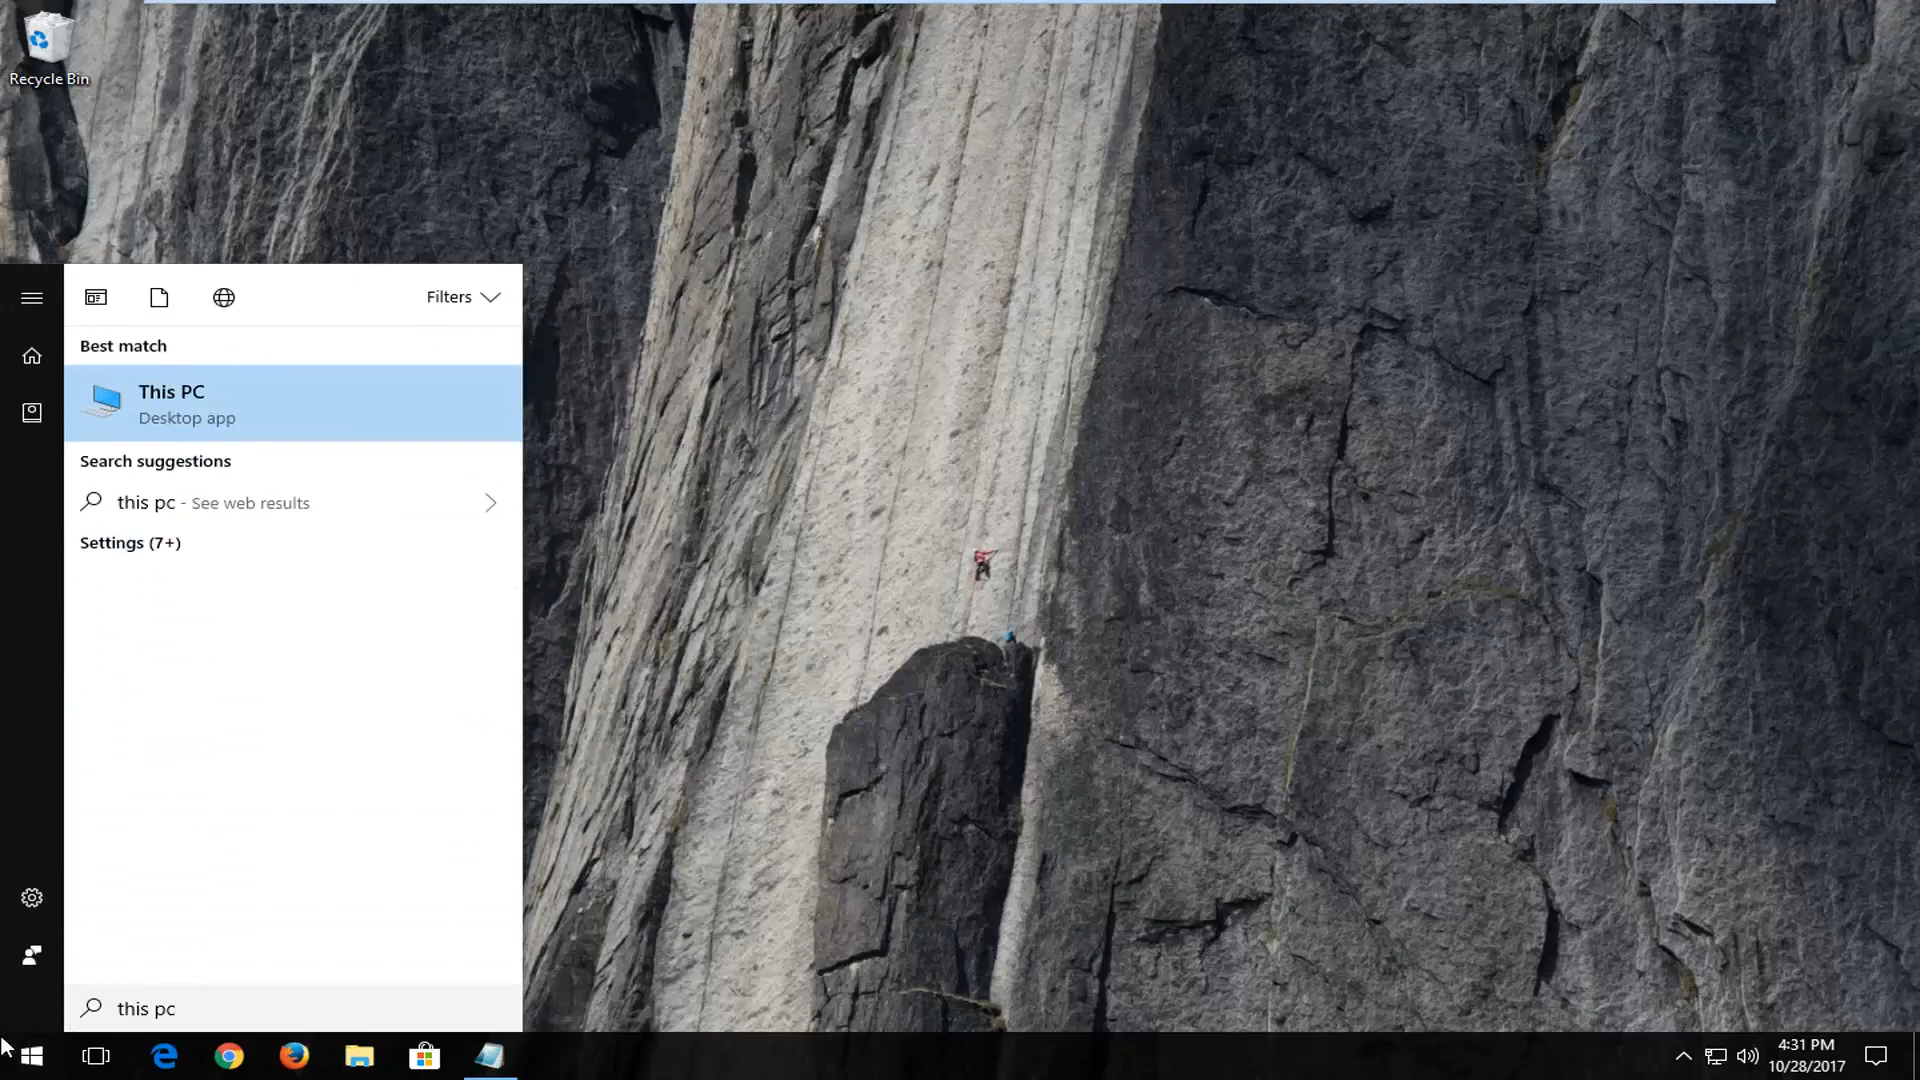 Recycle Bin
Filters
Best match
This PC
Desktop app
Search suggestions
this pc - See web results
Settings (7+)
this pc
4:31 PM
10/28/2017